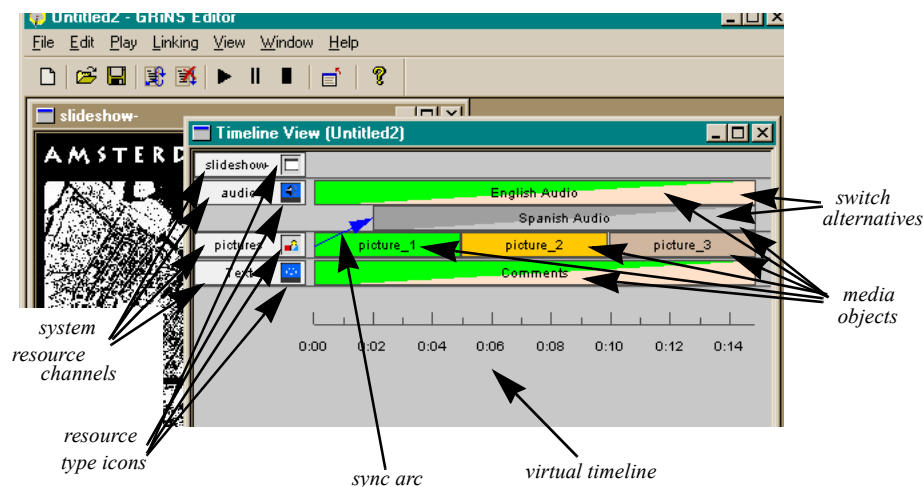 Untitled2 - GRiNS Editor
File Edit Play Linking View Window Help
slideshow-
Timeline View (Untitled2)
AMSTERD
slideshow-
audio
English Audio
Spanish Audio
pictures
picture_1 picture_2 picture_3
Text
Comments
0:00 0:02 0:04 0:06 0:08 0:10 0:12 0:14
switch
alternatives
media
objects
system
resource
channels
resource
type icons
sync arc
virtual timeline